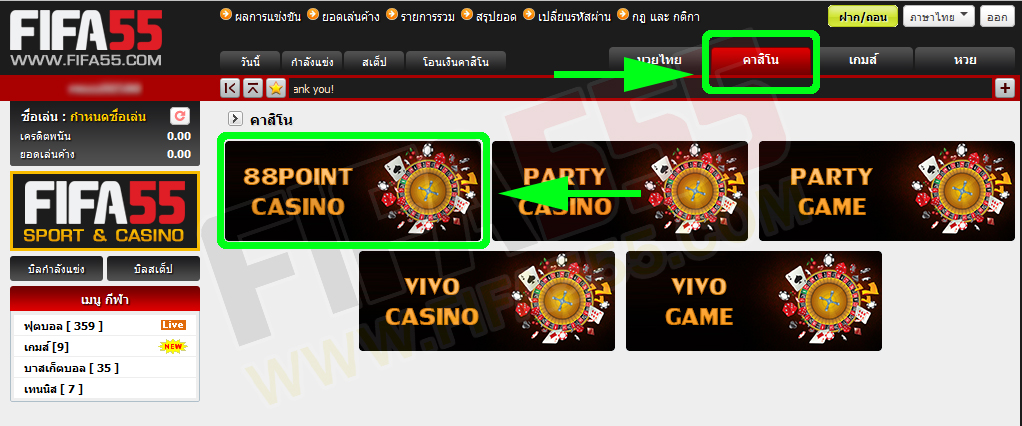 FIFA55
WWW.FIFA55.COM
ผลการแข่งขัน ยอดเล่นค้าง รายการรวม สรุปยอด เปลี่ยนรหัสผ่าน กฎ และ กติกา
ฝาก/ถอน ภาษาไทย ออก
วันนี้ กำลังแข่ง สเต็ป โอนเงินคาสิโน
มวยไทย คาสิโน เกมส์ หวย
ank you!
ชื่อเล่น : กำหนดชื่อเล่น
เครดิตพนัน 0.00
ยอดเล่นค้าง 0.00
FIFA55
SPORT & CASINO
บิลกำลังแข่ง บิลสเต็ป
เมนู กีฬา
ฟุตบอล [ 359 ] Live
เกมส์ [9] NEW
บาสเก็ตบอล [ 35 ]
เทนนิส [ 7 ]
คาสิโน
88POINT
CASINO
PARTY
CASINO
PARTY
GAME
VIVO
CASINO
VIVO
GAME